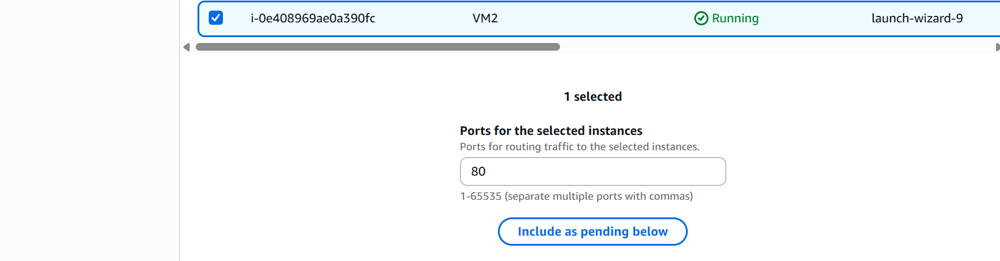 i-0e408969ae0a390fc VM2 Running launch-wizard-9
1 selected
Ports for the selected instances
Ports for routing traffic to the selected instances.
80
1-65535 (separate multiple ports with commas)
Include as pending below